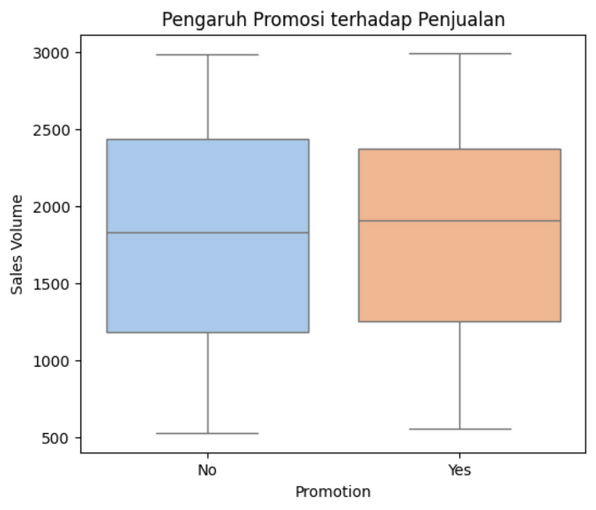 Pengaruh Promosi terhadap Penjualan
3000
2500
2000
1500
1000
500
Sales Volume
No
Yes
Promotion